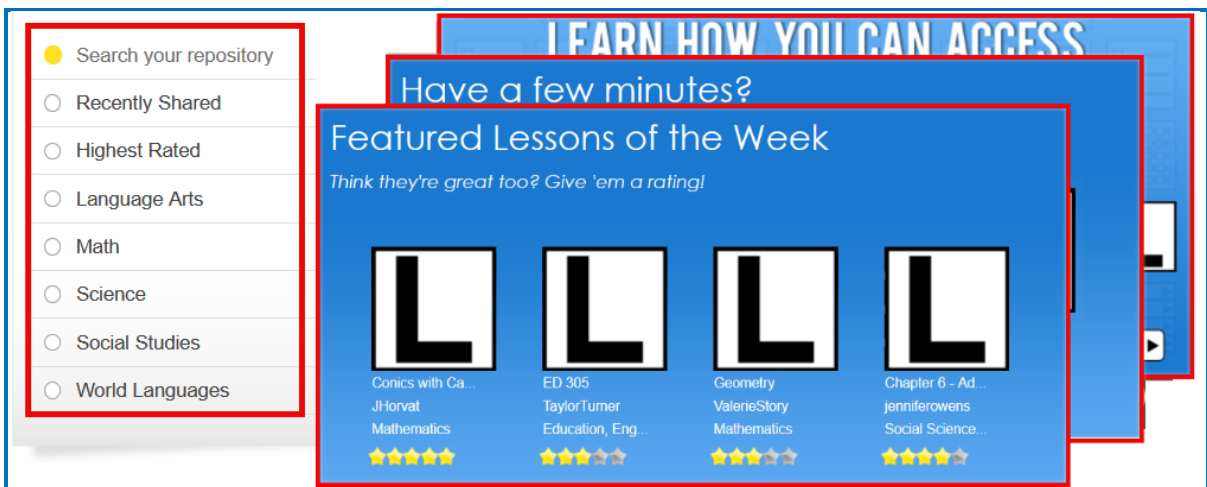 Search your repository
Recently Shared
Highest Rated
Language Arts
Math
Science
Social Studies
World Languages
LEARN HOW YOU CAN ACCESS
Have a few minutes?
Featured Lessons of the Week
Think they're great too? Give 'em a rating!
L L L L
Conics with Ca... ED 305 Geometry Chapter 6 - Ad...
JHorvat TaylorTurner ValerieStory jenniferowens
Mathematics Education, Eng... Mathematics Social Science...